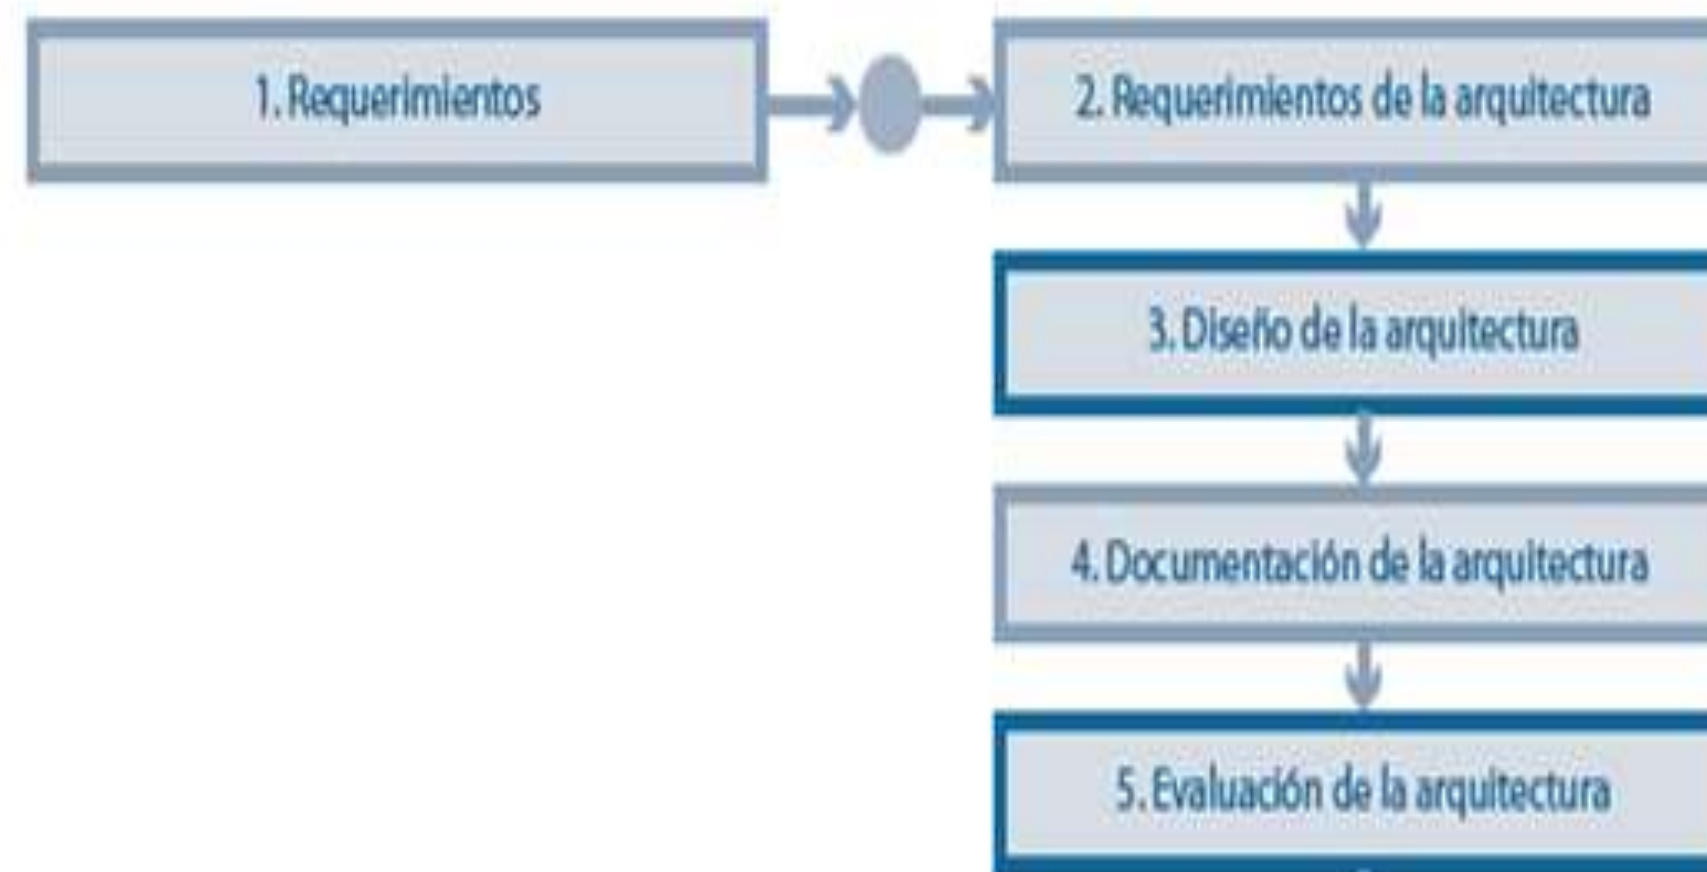 1. Requerimientos
2. Requerimientos de la arquitectura
3. Diseño de la arquitectura
4. Documentación de la arquitectura
5. Evaluación de la arquitectura